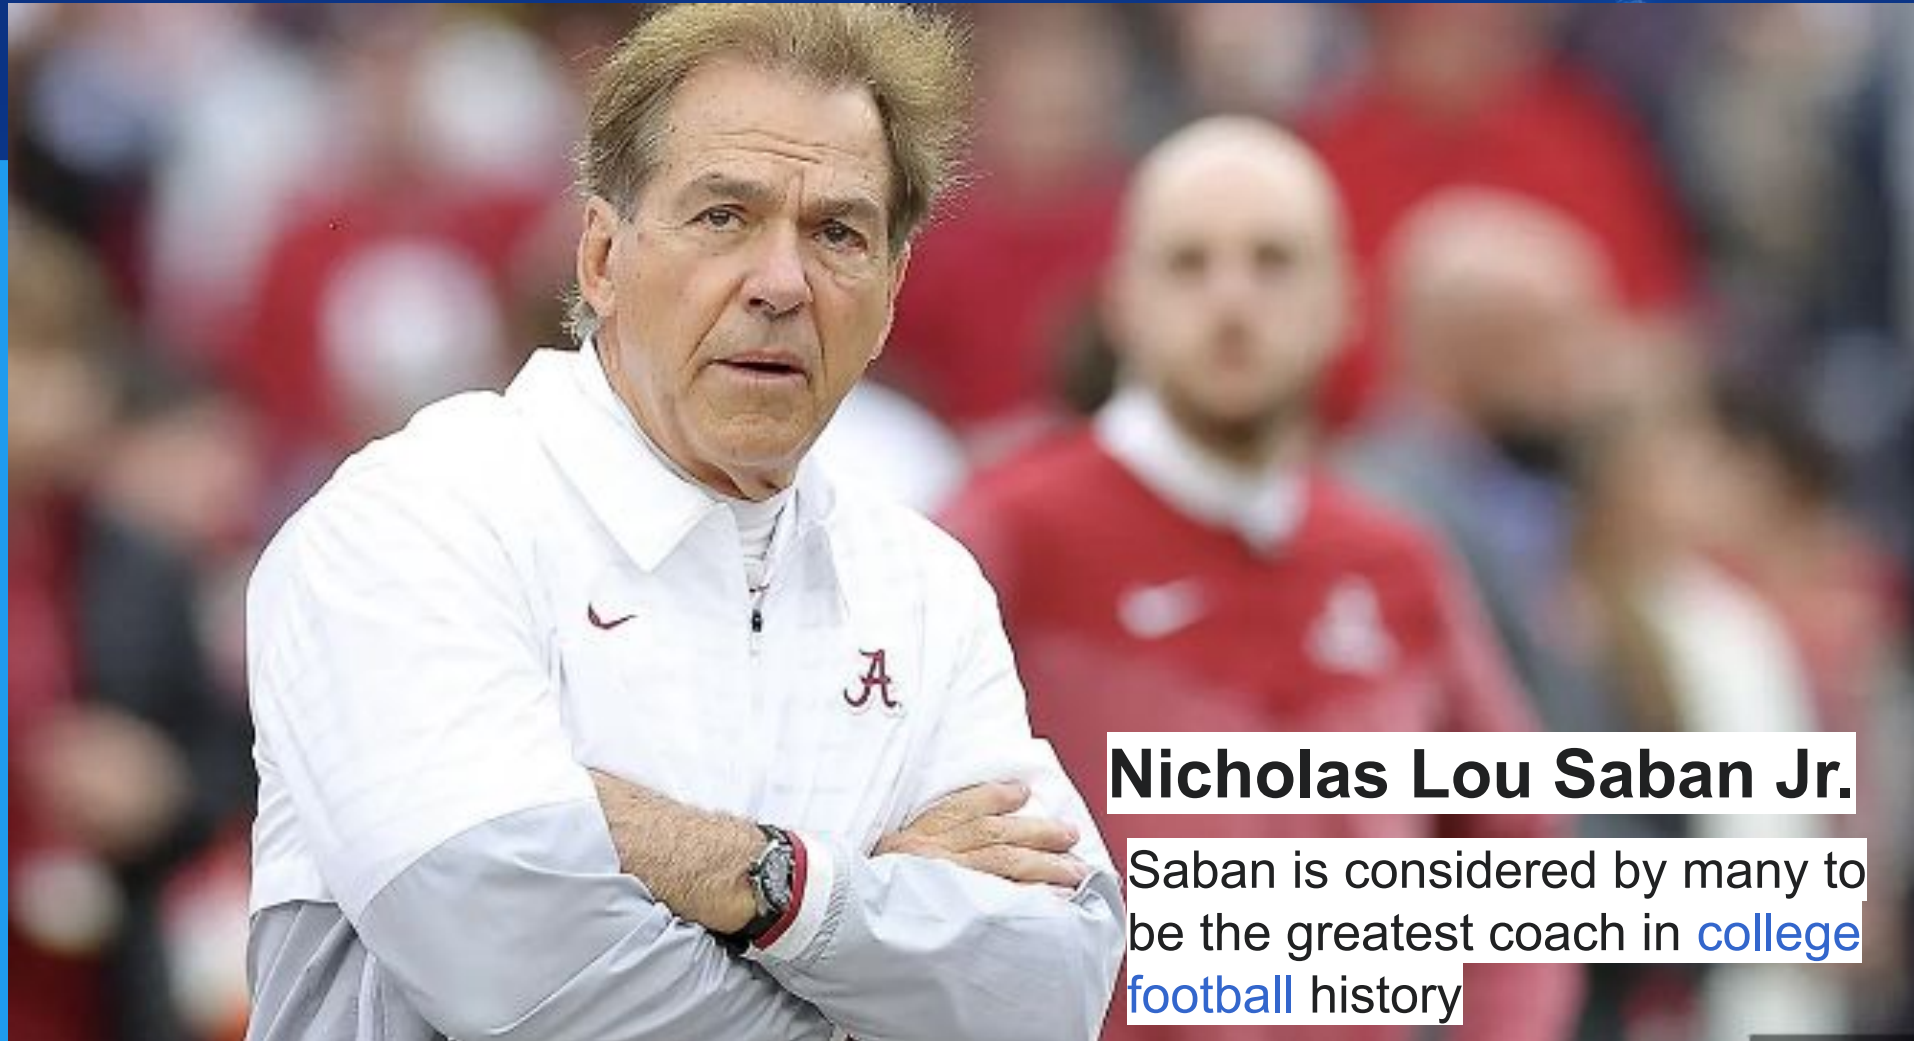 Nicholas Lou Saban Jr.
Saban is considered by many to
be the greatest coach in college
football history
A